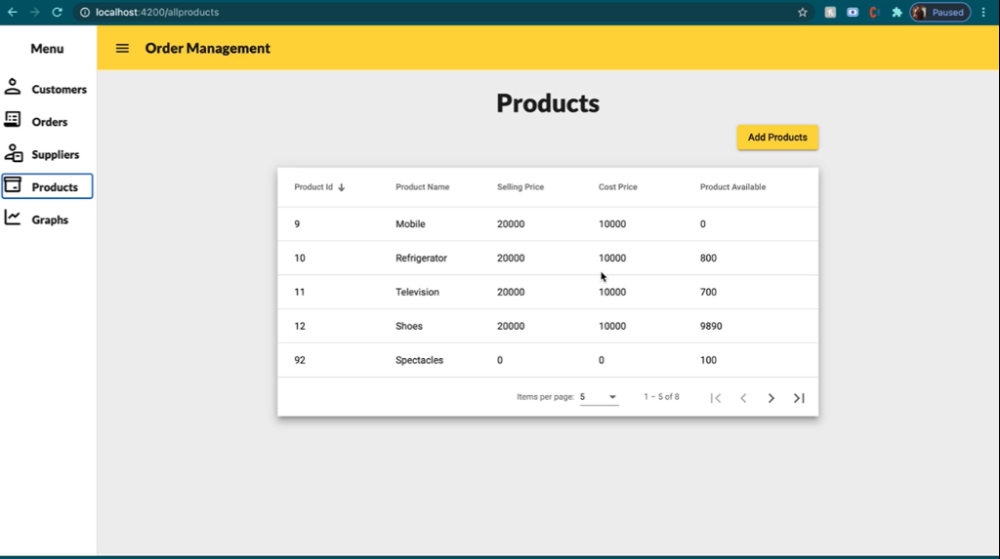 localhost:4200/allproducts
Paused
Menu
Order Management
Customers
Orders
Suppliers
Products
Graphs
Products
Add Products
Product Id Product Name Selling Price Cost Price Product Available
9 Mobile 20000 10000 0
10 Refrigerator 20000 10000 800
11 Television 20000 10000 700
12 Shoes 20000 10000 9890
92 Spectacles 0 0 100
Items per page: 5 1 – 5 of 8